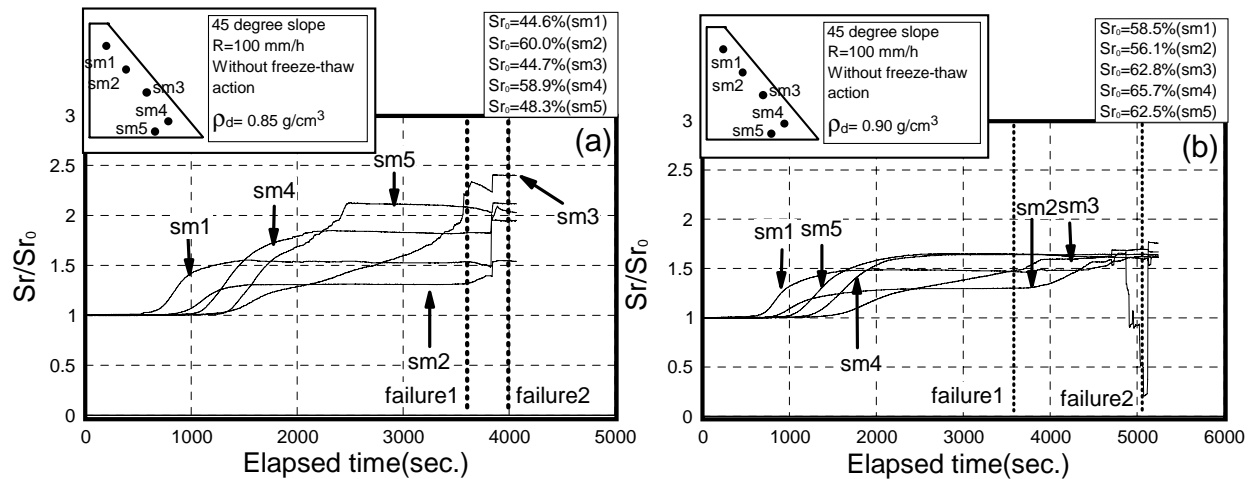 sm1
sm2
sm3
sm4
sm5
45 degree slope
R=100 mm/h
Without freeze-thaw
action
ρd= 0.85 g/cm³
Sr₀=44.6%(sm1)
Sr₀=60.0%(sm2)
Sr₀=44.7%(sm3)
Sr₀=58.9%(sm4)
Sr₀=48.3%(sm5)
(a)
3
2.5
2
1.5
1
0.5
0
Sr/Sr₀
sm1
sm4
sm5
sm3
sm2
failure1
failure2
0 1000 2000 3000 4000 5000
Elapsed time(sec.)
sm1
sm2
sm3
sm4
sm5
45 degree slope
R=100 mm/h
Without freeze-thaw
action
ρd= 0.90 g/cm³
Sr₀=58.5%(sm1)
Sr₀=56.1%(sm2)
Sr₀=62.8%(sm3)
Sr₀=65.7%(sm4)
Sr₀=62.5%(sm5)
(b)
3
2.5
2
1.5
1
0.5
0
Sr/Sr₀
sm1
sm5
sm2
sm3
sm4
failure1
failure2
0 1000 2000 3000 4000 5000 6000
Elapsed time(sec.)